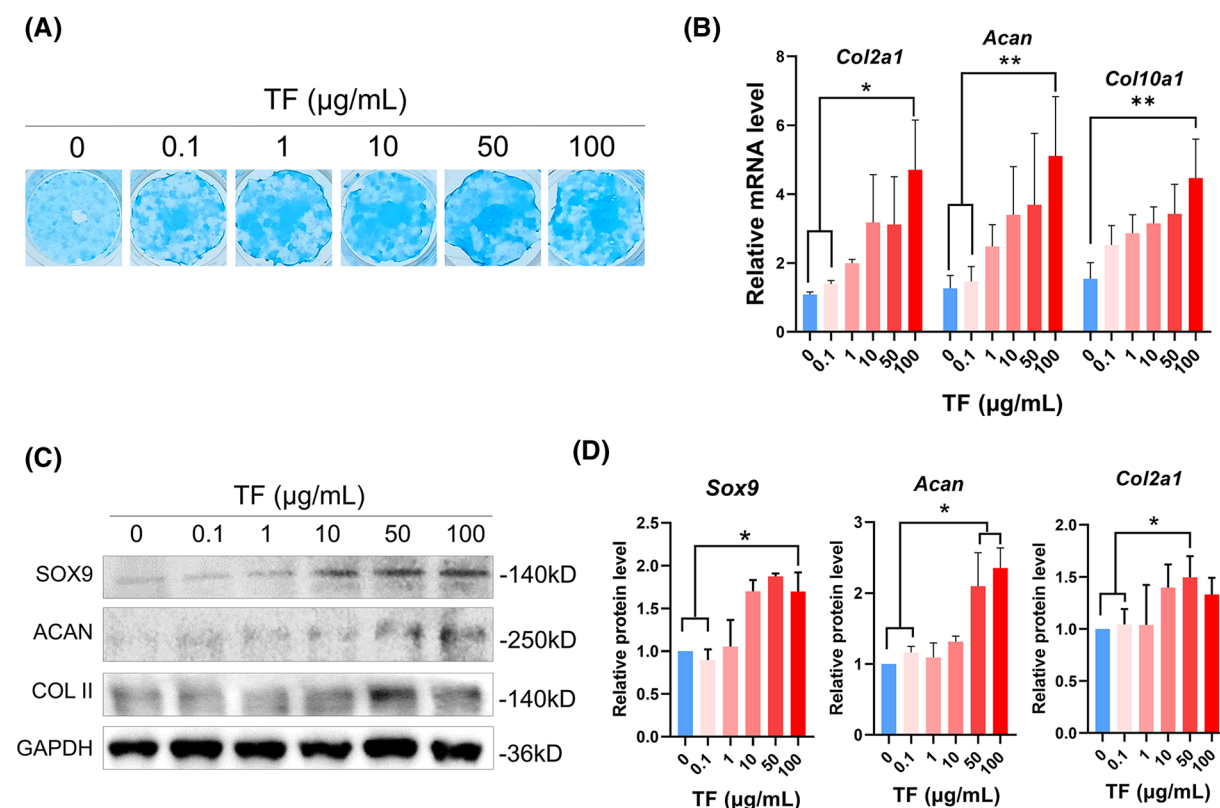 (A)
TF (µg/mL)
0 0.1 1 10 50 100
(B)
Relative mRNA level
8
6
4
2
0
Col2a1
*
Acan
**
Col10a1
**
0 0.1 1 10 50 100 0 0.1 1 10 50 100 0 0.1 1 10 50 100
TF (µg/mL)
(C)
TF (µg/mL)
0 0.1 1 10 50 100
SOX9 -140kD
ACAN -250kD
COL II -140kD
GAPDH -36kD
(D)
Sox9
Relative protein level
2.5
2.0
1.5
1.0
0.5
0.0
*
0 0.1 1 10 50 100
TF (µg/mL)
Acan
Relative protein level
3
2
1
0
*
0 0.1 1 10 50 100
TF (µg/mL)
Col2a1
Relative protein level
2.0
1.5
1.0
0.5
0.0
*
0 0.1 1 10 50 100
TF (µg/mL)